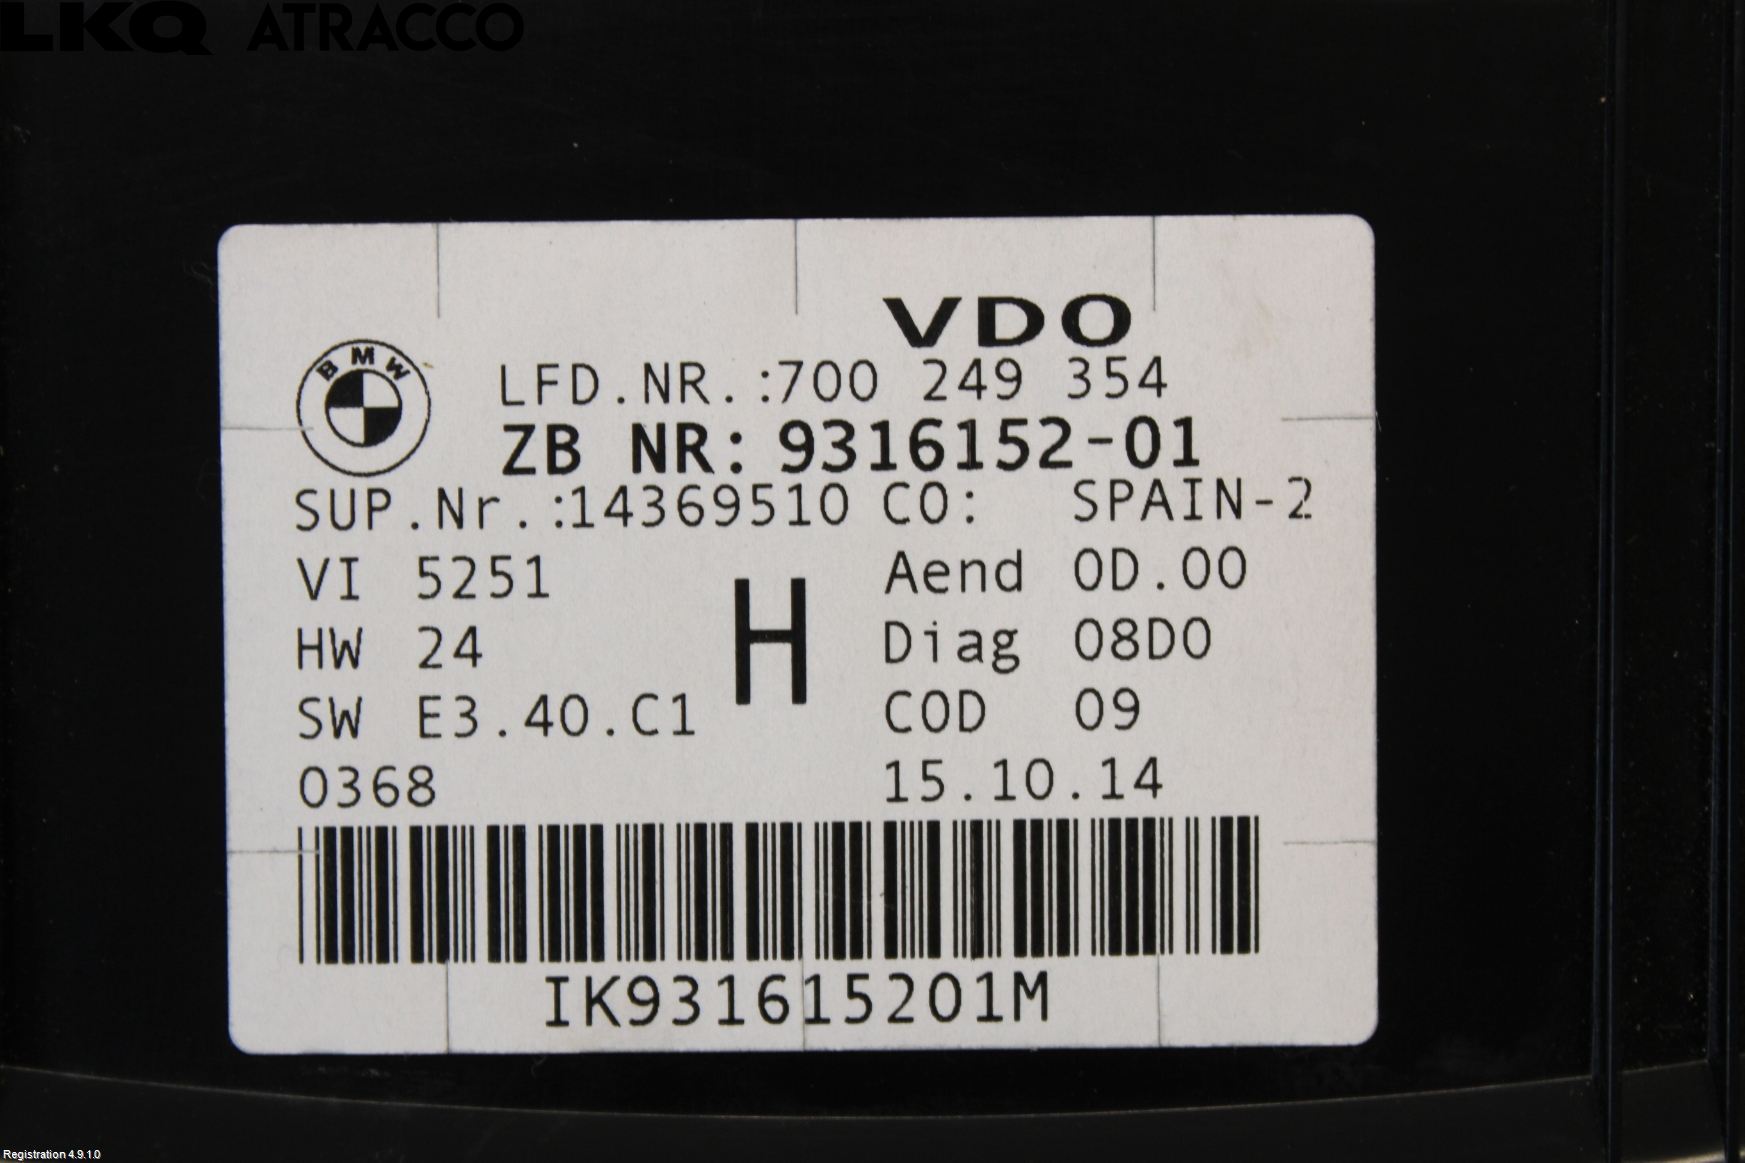 LKQ ATRACCO
VDO
BMW
LFD.NR.:700 249 354
ZB NR: 9316152-01
SUP.Nr.:14369510 CO: SPAIN-2
VI 5251
Aend 0D.00
H
HW 24
Diag 08D0
SW E3.40.C1
COD 09
0368
15.10.14
IK931615201M
Registration 4.9.1.0